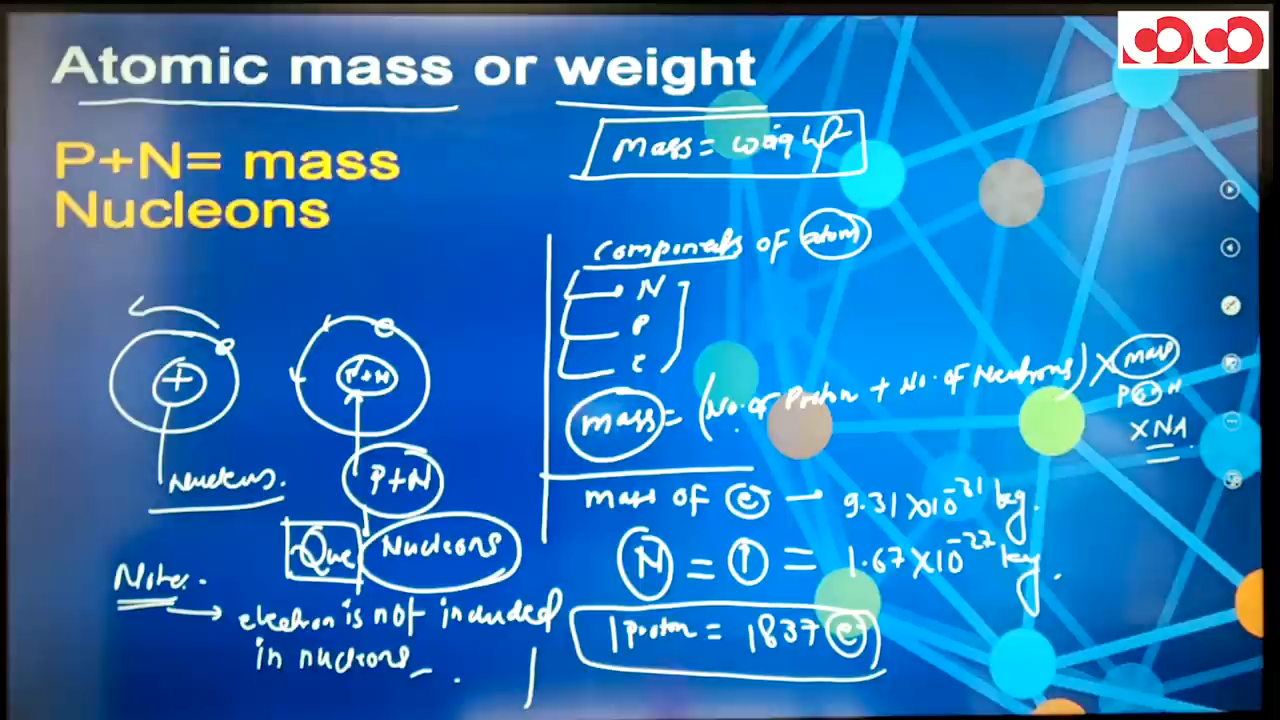 Atomic mass or weight
P+N= mass
Nucleons
mass = weight
components of atom
N
P
e
mass = (No. of Proton + No. of Neutrons) × mass
P or N
× NA
+
P+N
Nucleus.
P+N
Que
Nucleons
Note.
→ electron is not included
in nucleons
mass of e – 9.31 × 10⁻³¹ kg.
N = P = 1.67 × 10⁻²⁷ kg.
1 proton = 1837 e